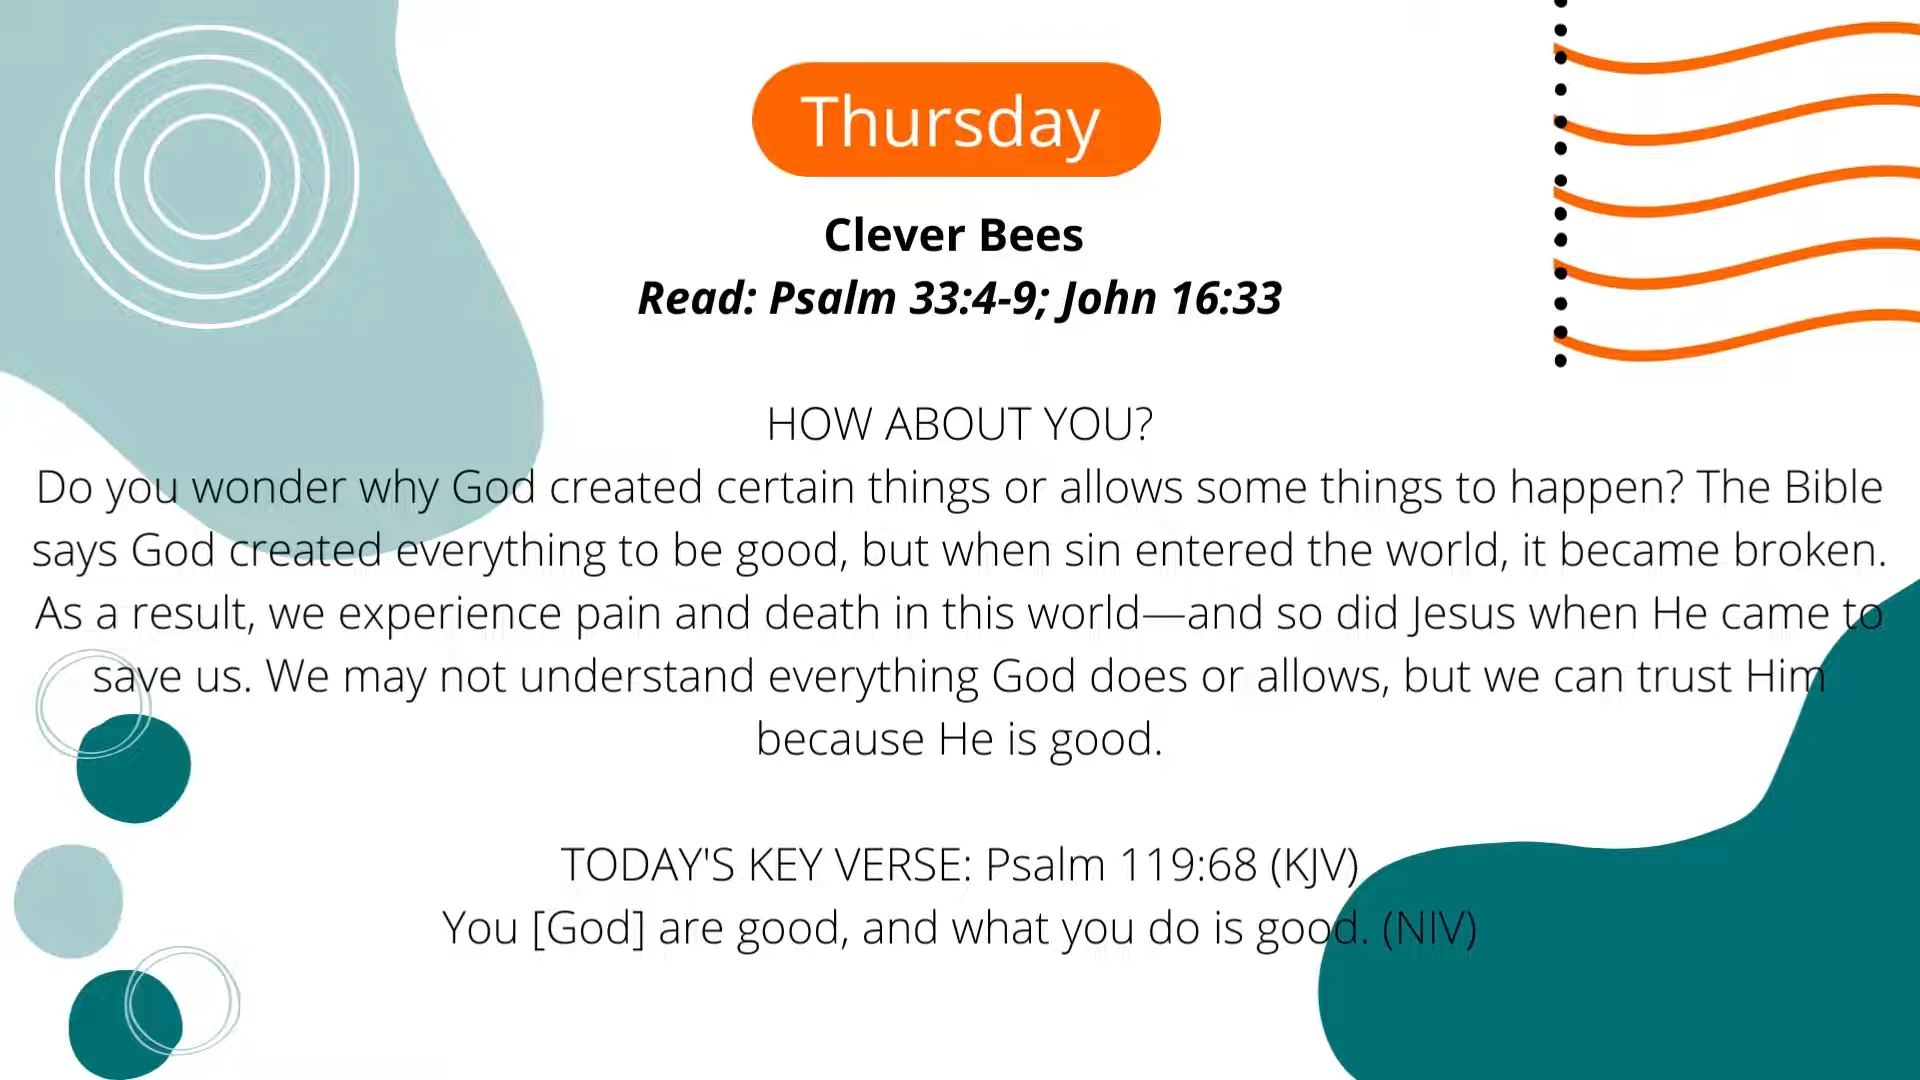 Thursday
Clever Bees
Read: Psalm 33:4-9; John 16:33
HOW ABOUT YOU?
Do you wonder why God created certain things or allows some things to happen? The Bible
says God created everything to be good, but when sin entered the world, it became broken.
As a result, we experience pain and death in this world—and so did Jesus when He came to
save us. We may not understand everything God does or allows, but we can trust Him
because He is good.
TODAY'S KEY VERSE: Psalm 119:68 (KJV)
You [God] are good, and what you do is good. (NIV)